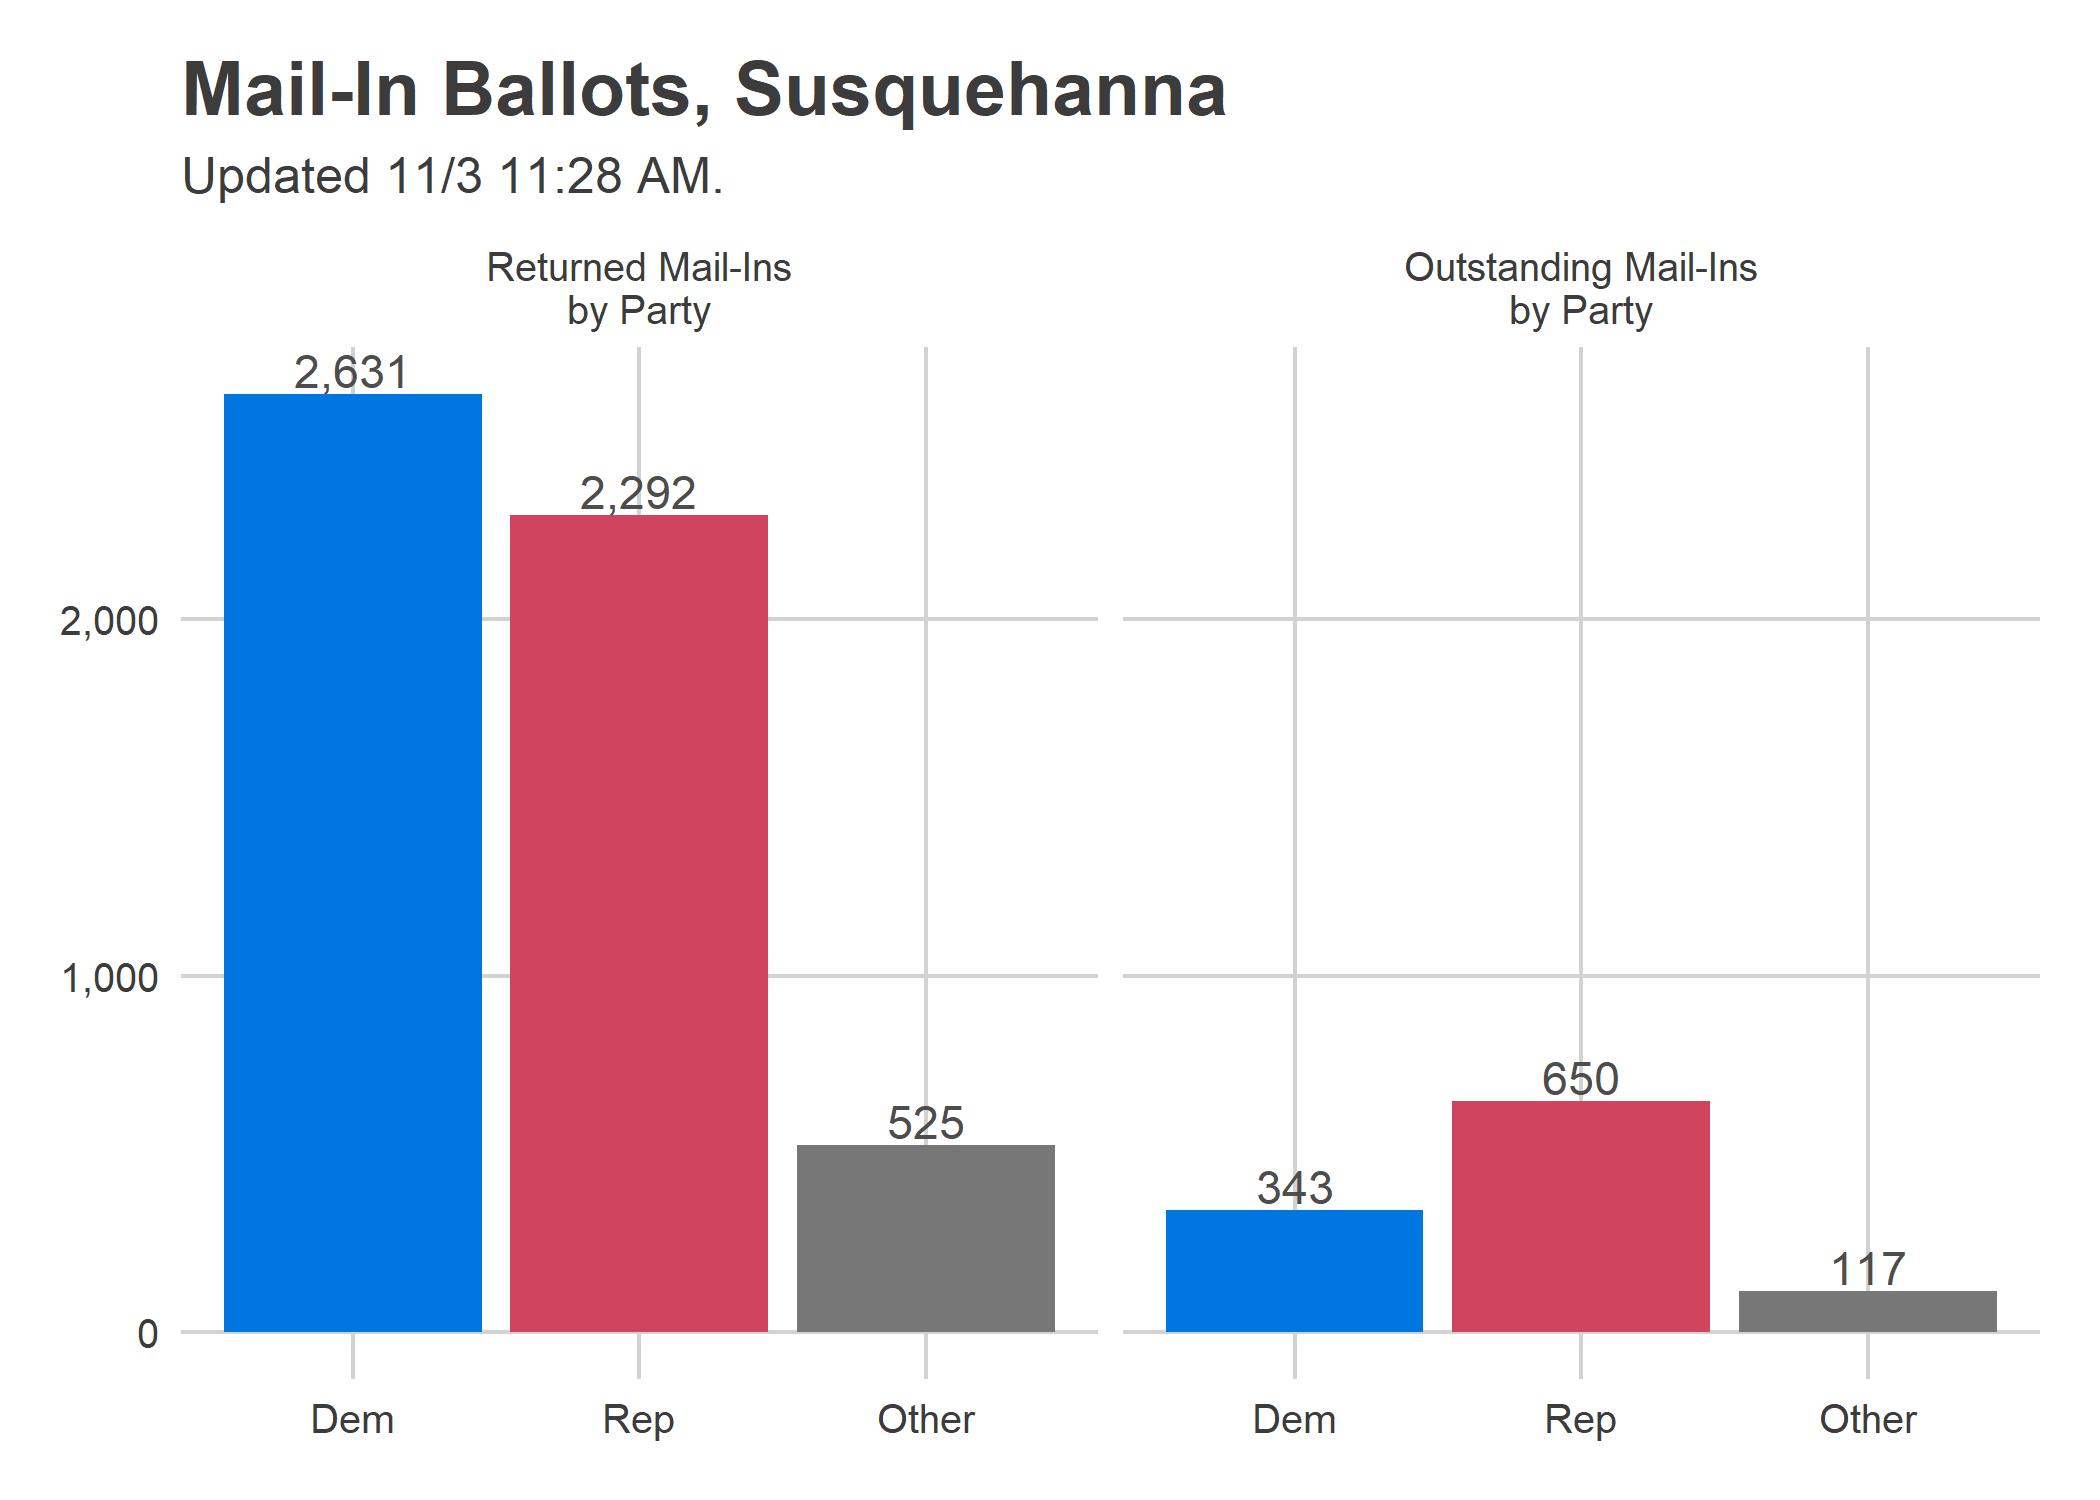 Mail-In Ballots, Susquehanna
Updated 11/3 11:28 AM.
Returned Mail-Ins
by Party
Outstanding Mail-Ins
by Party
2,631
2,292
525
343
650
117
2,000
1,000
0
Dem
Rep
Other
Dem
Rep
Other